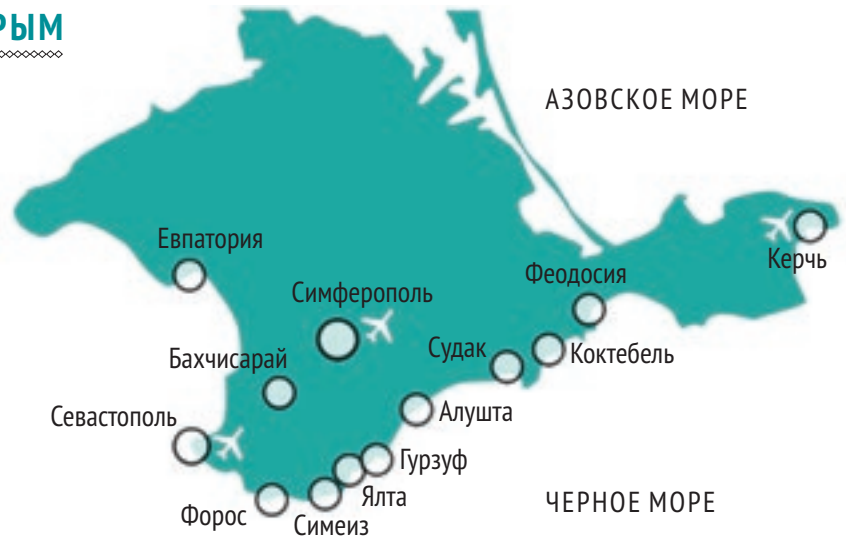 РЫМ
АЗОВСКОЕ МОРЕ
Евпатория
Керчь
Феодосия
Симферополь
Судак
Коктебель
Бахчисарай
Алушта
Севастополь
Гурзуф
Ялта
Форос
Симеиз
ЧЕРНОЕ МОРЕ